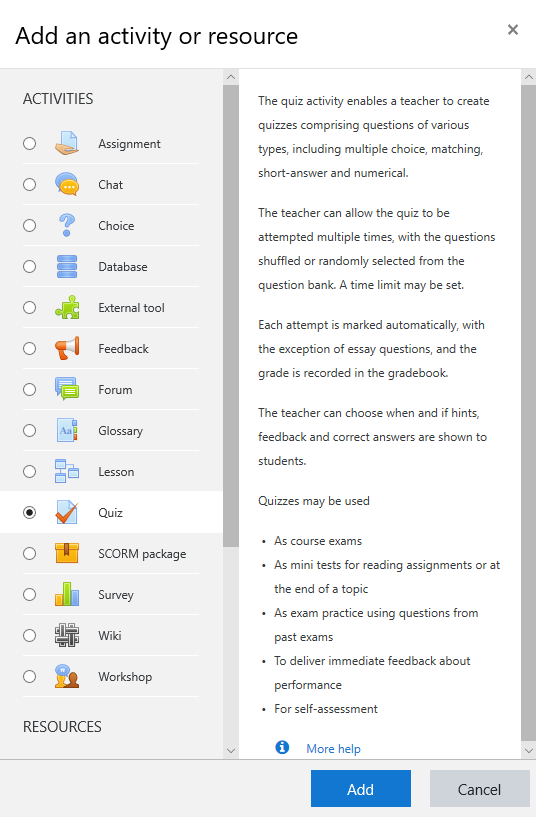 Add an activity or resource
×
ACTIVITIES
Assignment
Chat
Choice
Database
External tool
Feedback
Forum
Aa
Glossary
Lesson
Quiz
SCORM package
Survey
Wiki
Workshop
RESOURCES
The quiz activity enables a teacher to create
quizzes comprising questions of various
types, including multiple choice, matching,
short-answer and numerical.
The teacher can allow the quiz to be
attempted multiple times, with the questions
shuffled or randomly selected from the
question bank. A time limit may be set.
Each attempt is marked automatically, with
the exception of essay questions, and the
grade is recorded in the gradebook.
The teacher can choose when and if hints,
feedback and correct answers are shown to
students.
Quizzes may be used
• As course exams
• As mini tests for reading assignments or at
the end of a topic
• As exam practice using questions from
past exams
• To deliver immediate feedback about
performance
• For self-assessment
More help
Add
Cancel